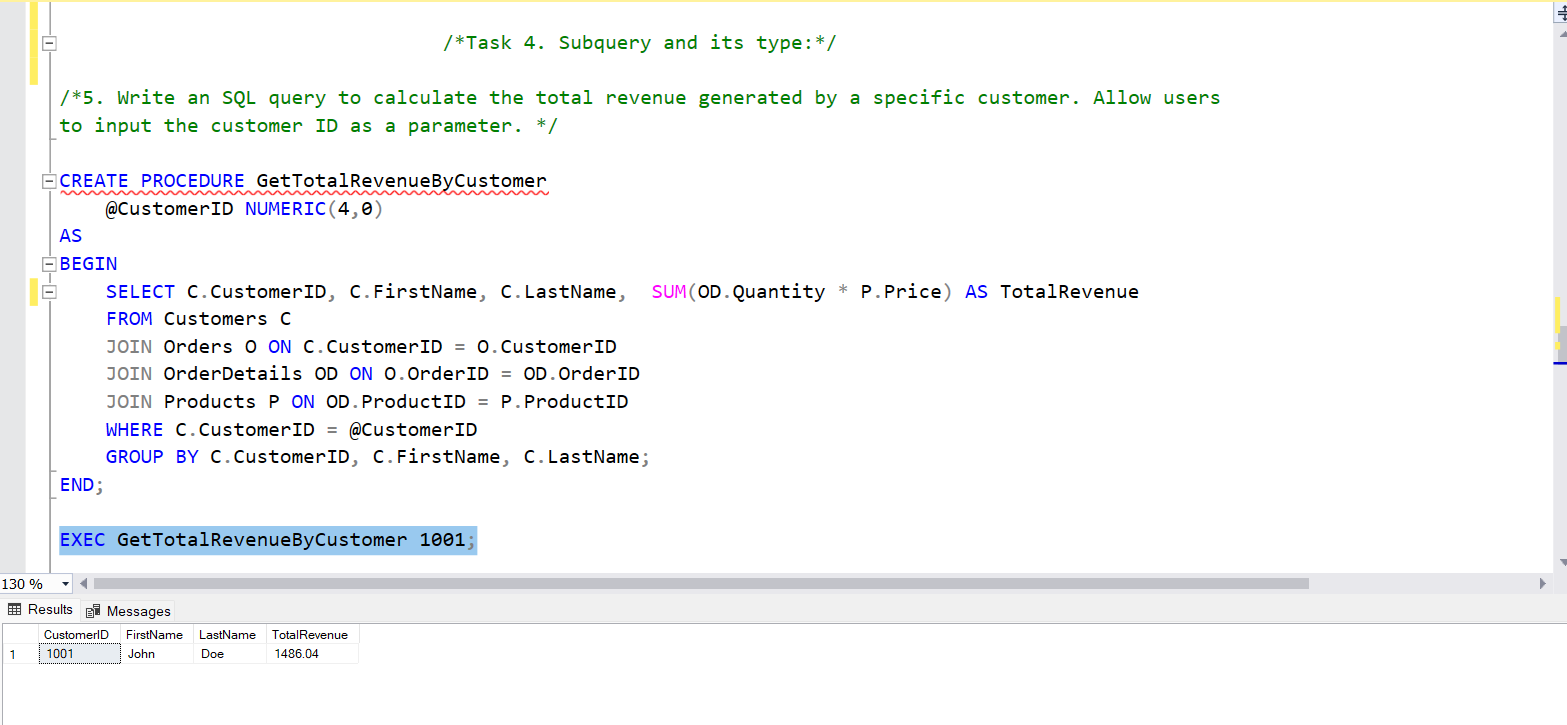 /*Task 4. Subquery and its type:*/
/*5. Write an SQL query to calculate the total revenue generated by a specific customer. Allow users
to input the customer ID as a parameter. */
CREATE PROCEDURE GetTotalRevenueByCustomer
@CustomerID NUMERIC(4,0)
AS
BEGIN
SELECT C.CustomerID, C.FirstName, C.LastName,  SUM(OD.Quantity * P.Price) AS TotalRevenue
FROM Customers C
JOIN Orders O ON C.CustomerID = O.CustomerID
JOIN OrderDetails OD ON O.OrderID = OD.OrderID
JOIN Products P ON OD.ProductID = P.ProductID
WHERE C.CustomerID = @CustomerID
GROUP BY C.CustomerID, C.FirstName, C.LastName;
END;
EXEC GetTotalRevenueByCustomer 1001;
130 %
Results Messages
CustomerID FirstName LastName TotalRevenue
1 1001 John Doe 1486.04